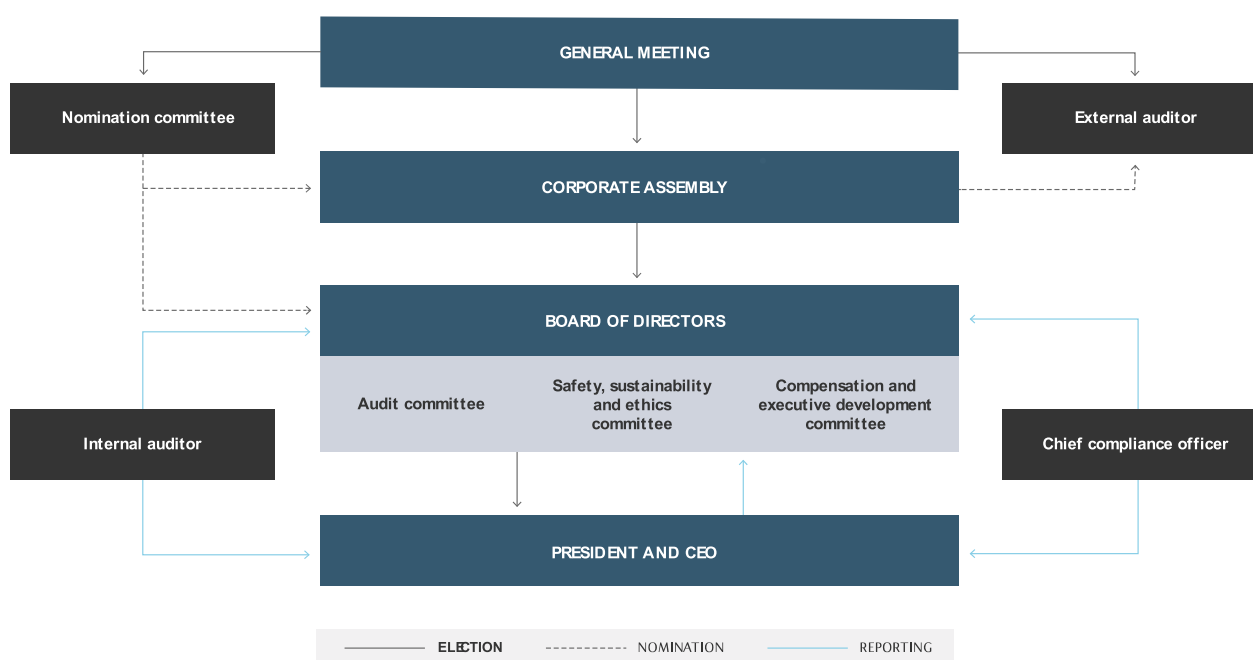 GENERAL MEETING
Nomination committee
External auditor
CORPORATE ASSEMBLY
BOARD OF DIRECTORS
Audit committee
Safety, sustainability
and ethics
committee
Compensation and
executive development
committee
Internal auditor
Chief compliance officer
PRESIDENT AND CEO
ELECTION
NOMINATION
REPORTING